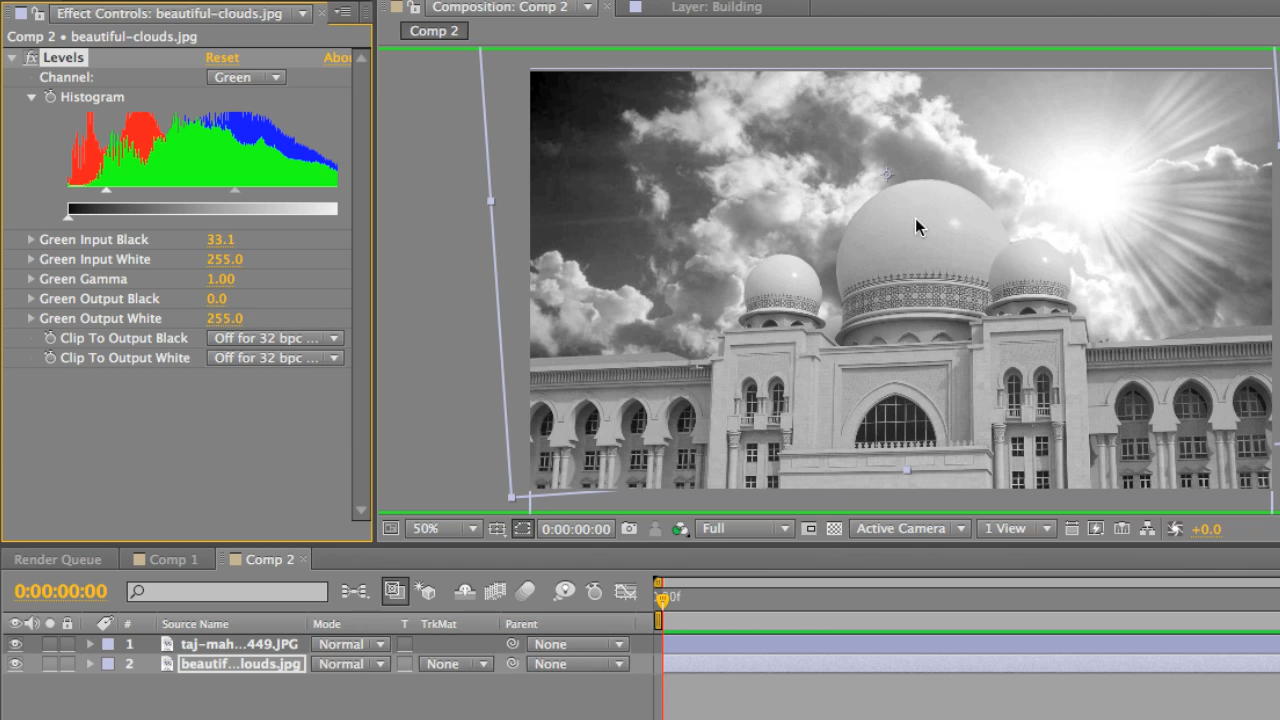 Effect Controls: beautiful-clouds.jpg
Comp 2 • beautiful-clouds.jpg
fx Levels Reset Abou
Channel: Green
Histogram
Green Input Black 33.1
Green Input White 255.0
Green Gamma 1.00
Green Output Black 0.0
Green Output White 255.0
Clip To Output Black Off for 32 bpc ...
Clip To Output White Off for 32 bpc ...
Composition: Comp 2
Layer: Building
Comp 2
50% 0:00:00:00 Full Active Camera 1 View +0.0
Render Queue Comp 1 Comp 2
0:00:00:00
# Source Name Mode T TrkMat Parent
1 taj-mah...449.JPG Normal None
2 beautif...louds.jpg Normal None None